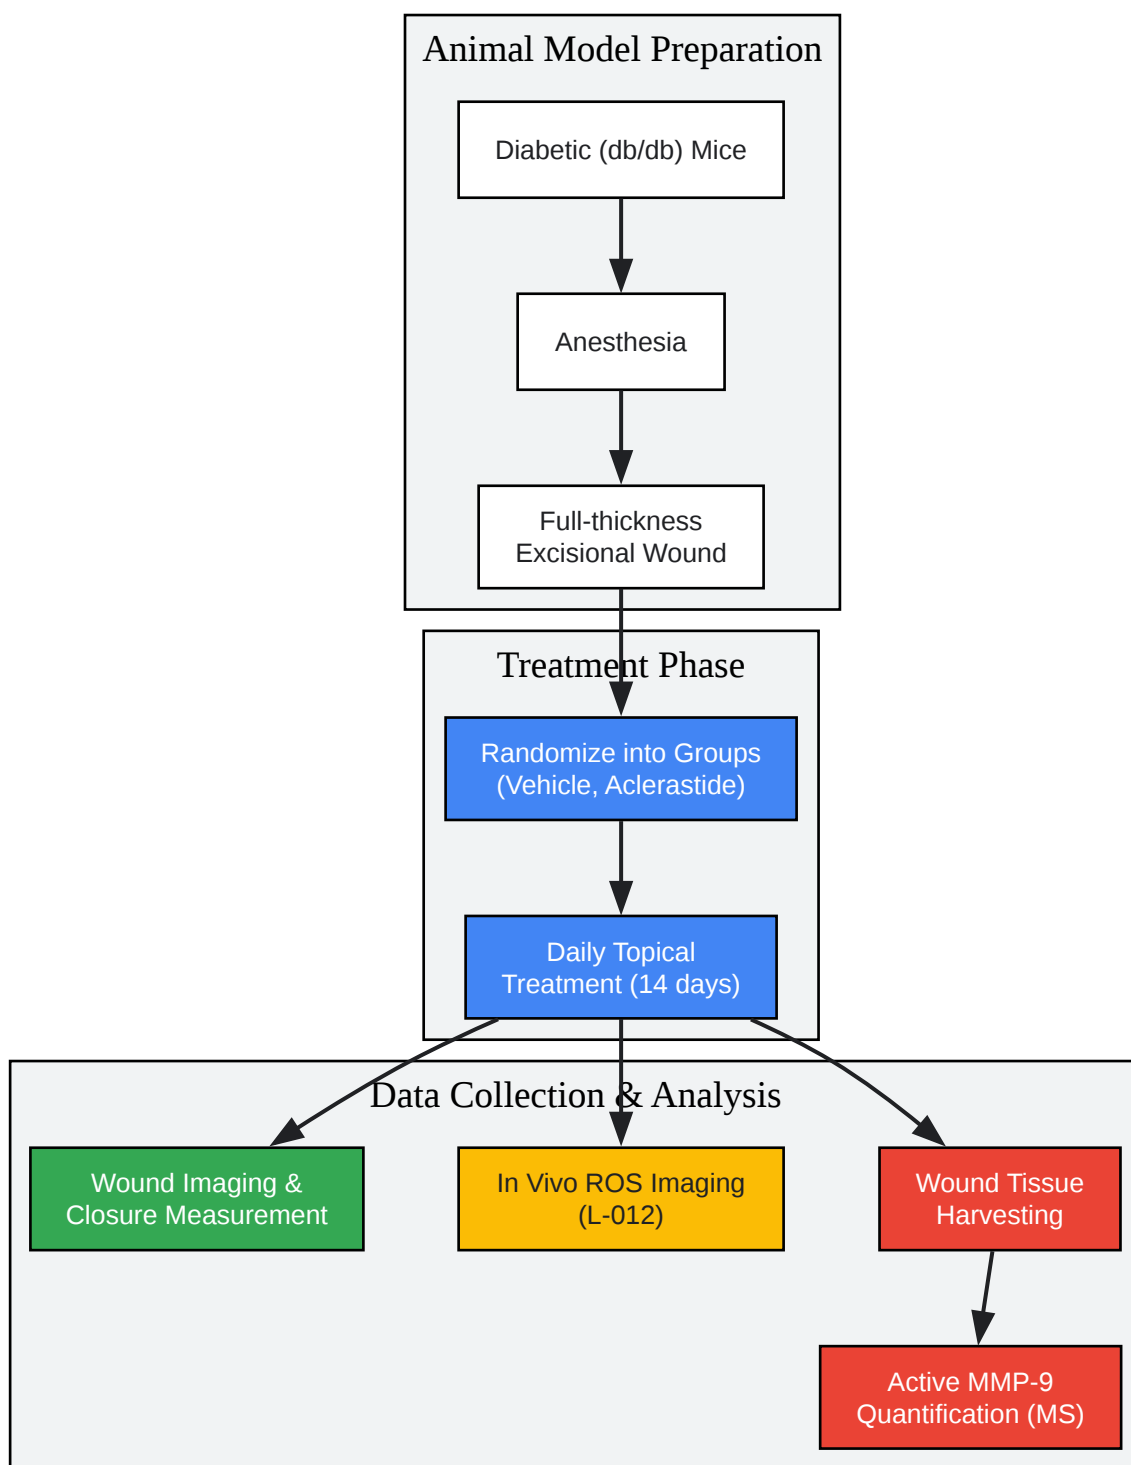 Animal Model Preparation
Diabetic (db/db) Mice
Anesthesia
Full-thickness
Excisional Wound
Treatment Phase
Randomize into Groups
(Vehicle, Aclerastide)
Daily Topical
Treatment (14 days)
Data Collection & Analysis
Wound Imaging &
Closure Measurement
In Vivo ROS Imaging
(L-012)
Wound Tissue
Harvesting
Active MMP-9
Quantification (MS)